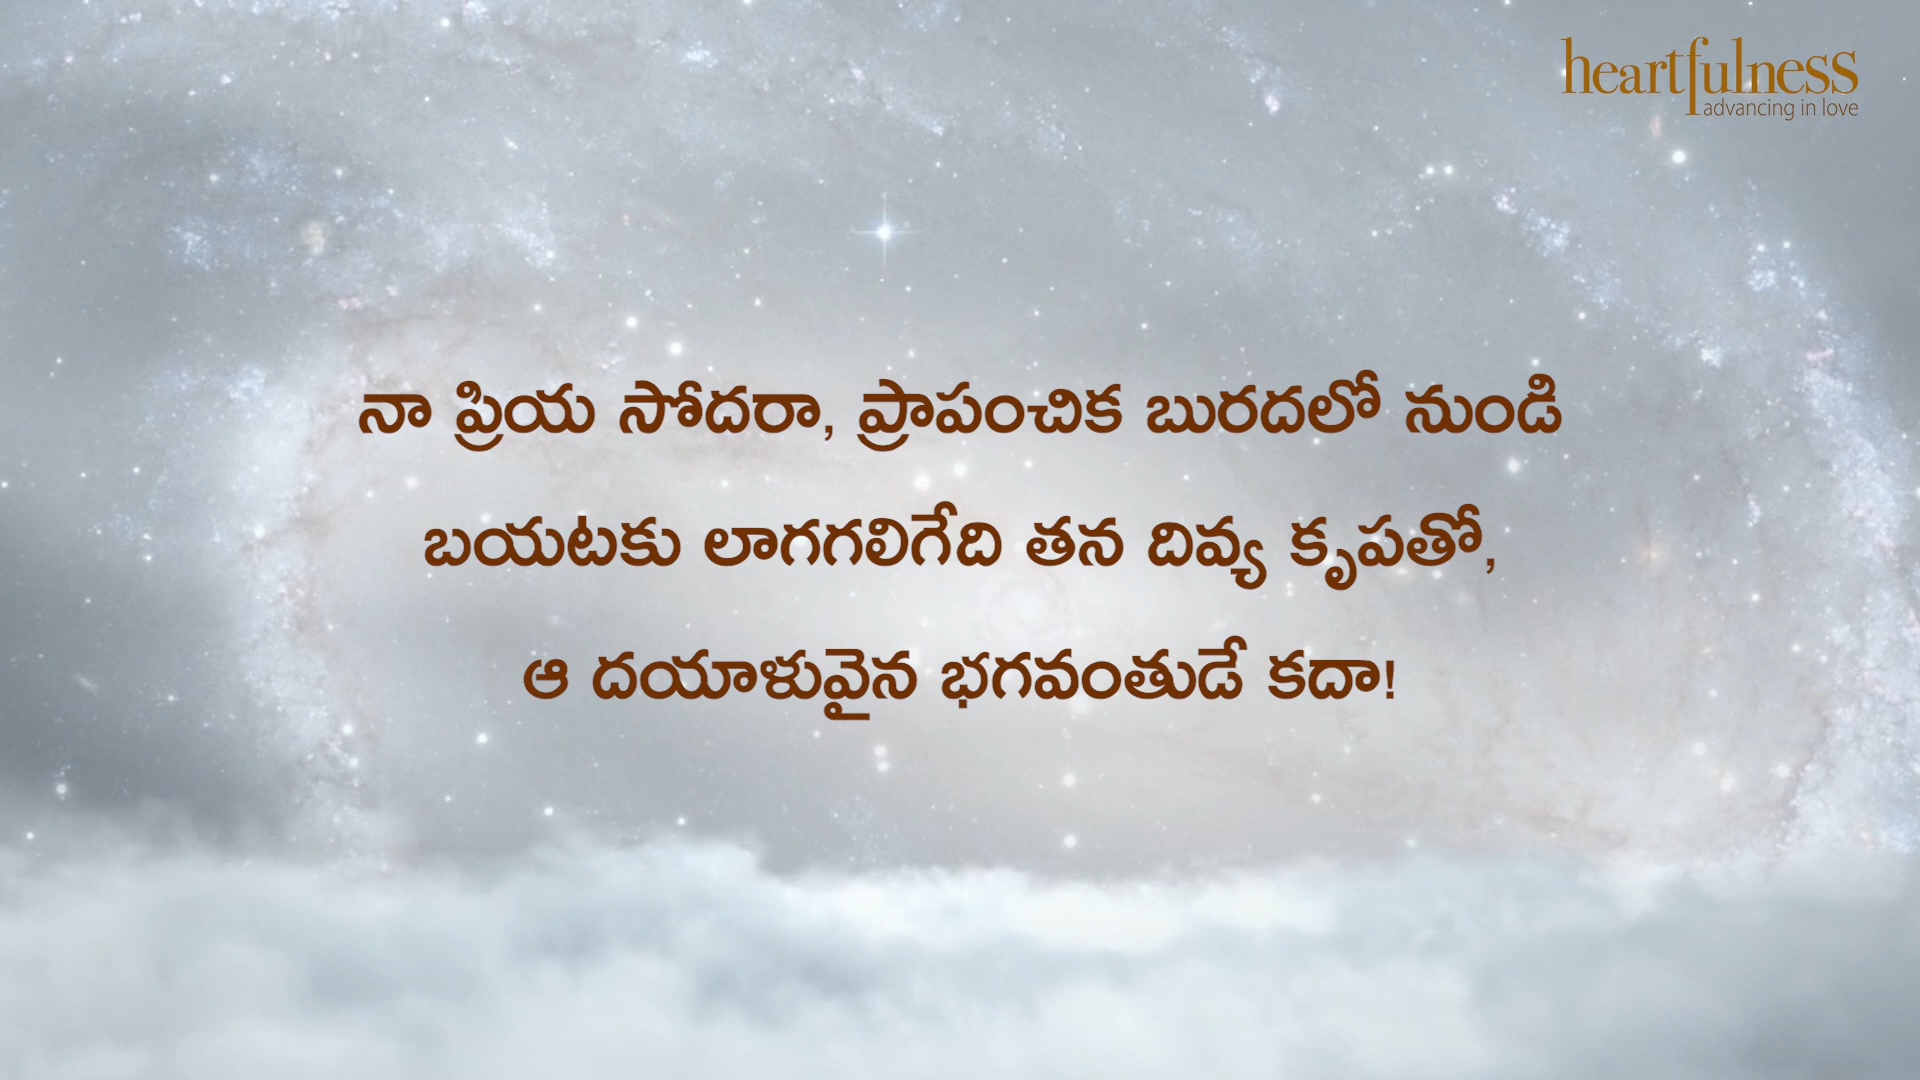 heartfulness
advancing in love
నా ప్రియ సోదరా, ప్రాపంచిక బురదలో నుండి
బయటకు లాగగలిగేది తన దివ్య కృపతో,
ఆ దయాళువైన భగవంతుడే కదా!